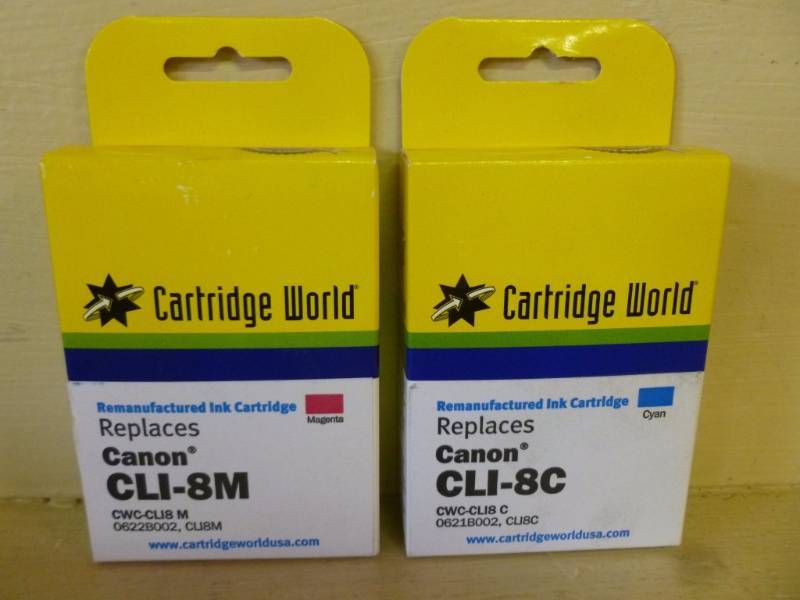 Cartridge World®
Remanufactured Ink Cartridge
Magenta
Replaces
Canon®
CLI-8M
CWC-CLI8 M
0622B002, CLI8M
www.cartridgeworldusa.com
Cartridge World®
Remanufactured Ink Cartridge
Cyan
Replaces
Canon®
CLI-8C
CWC-CLI8 C
0621B002, CLI8C
www.cartridgeworldusa.com